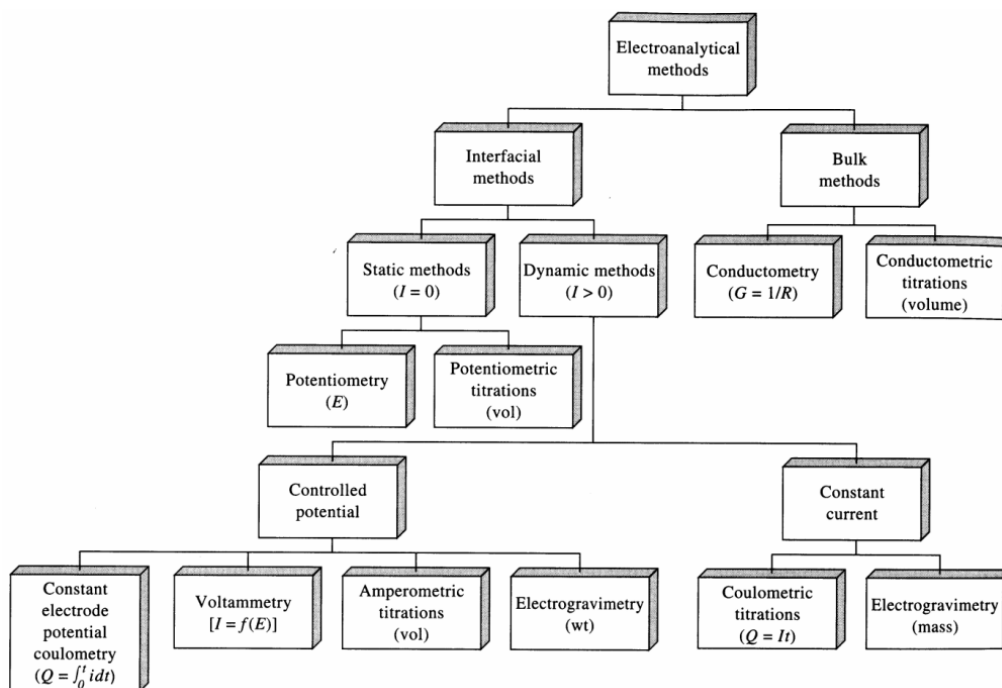 Electroanalytical
methods
Interfacial
methods
Bulk
methods
Static methods
(I = 0)
Dynamic methods
(I > 0)
Conductometry
(G = 1/R)
Conductometric
titrations
(volume)
Potentiometry
(E)
Potentiometric
titrations
(vol)
Controlled
potential
Constant
current
Constant
electrode
potential
coulometry
(Q = ∫₀ᵗ idt)
Voltammetry
[I = f(E)]
Amperometric
titrations
(vol)
Electrogravimetry
(wt)
Coulometric
titrations
(Q = It)
Electrogravimetry
(mass)